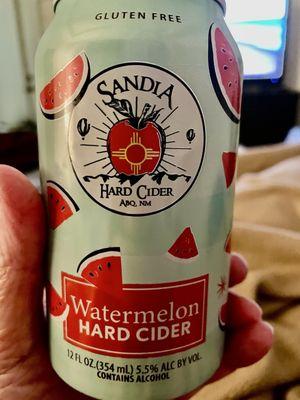 GLUTEN FREE
SANDIA
HARD CIDER
ABQ, NM
Watermelon
HARD CIDER
12 FL OZ. (354 mL) 5.5% ALC BY VOL.
CONTAINS ALCOHOL